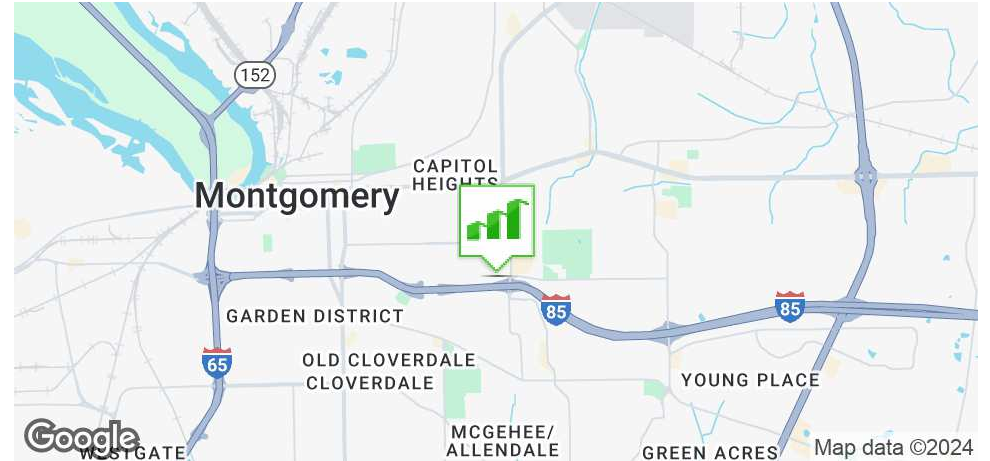 152
CAPITOL
HEIGHTS
Montgomery
85
85
GARDEN DISTRICT
65
OLD CLOVERDALE
CLOVERDALE
YOUNG PLACE
MCGEHEE/
ALLENDALE
GREEN ACRES
WESTGATE
Google
Map data ©2024